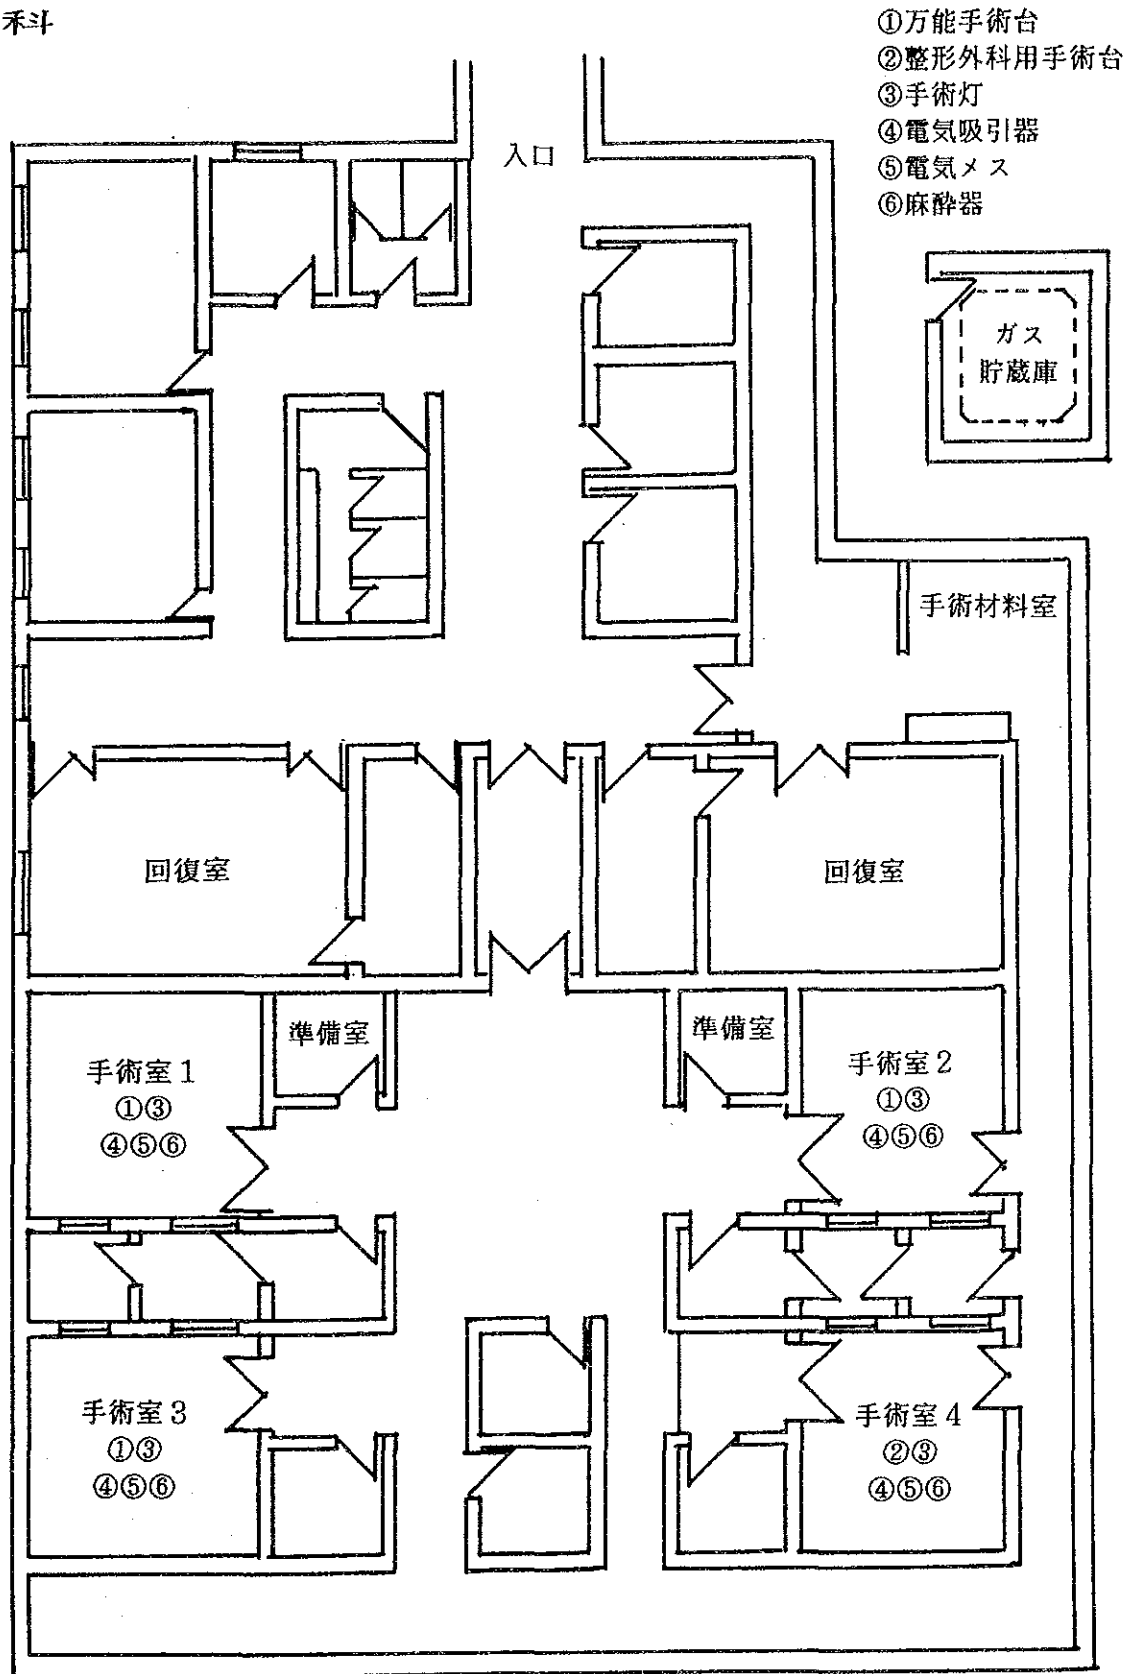 ①万能手術台
②整形外科用手術台
③手術灯
④電気吸引器
⑤電気メス
⑥麻酔器
入口
ガス
貯蔵庫
手術材料室
回復室
回復室
準備室
準備室
手術室1
①③
④⑤⑥
手術室2
①③
④⑤⑥
手術室3
①③
④⑤⑥
手術室4
②③
④⑤⑥